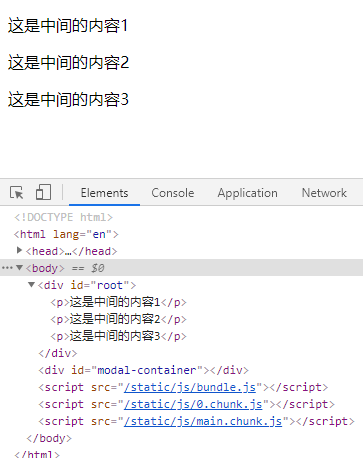 这是中间的内容1
这是中间的内容2
这是中间的内容3
Elements Console Application Network
<!DOCTYPE html>
<html lang="en">
<head>…</head>
<body> == $0
<div id="root">
<p>这是中间的内容1</p>
<p>这是中间的内容2</p>
<p>这是中间的内容3</p>
</div>
<div id="modal-container"></div>
<script src="/static/js/bundle.js"></script>
<script src="/static/js/0.chunk.js"></script>
<script src="/static/js/main.chunk.js"></script>
</body>
</html>